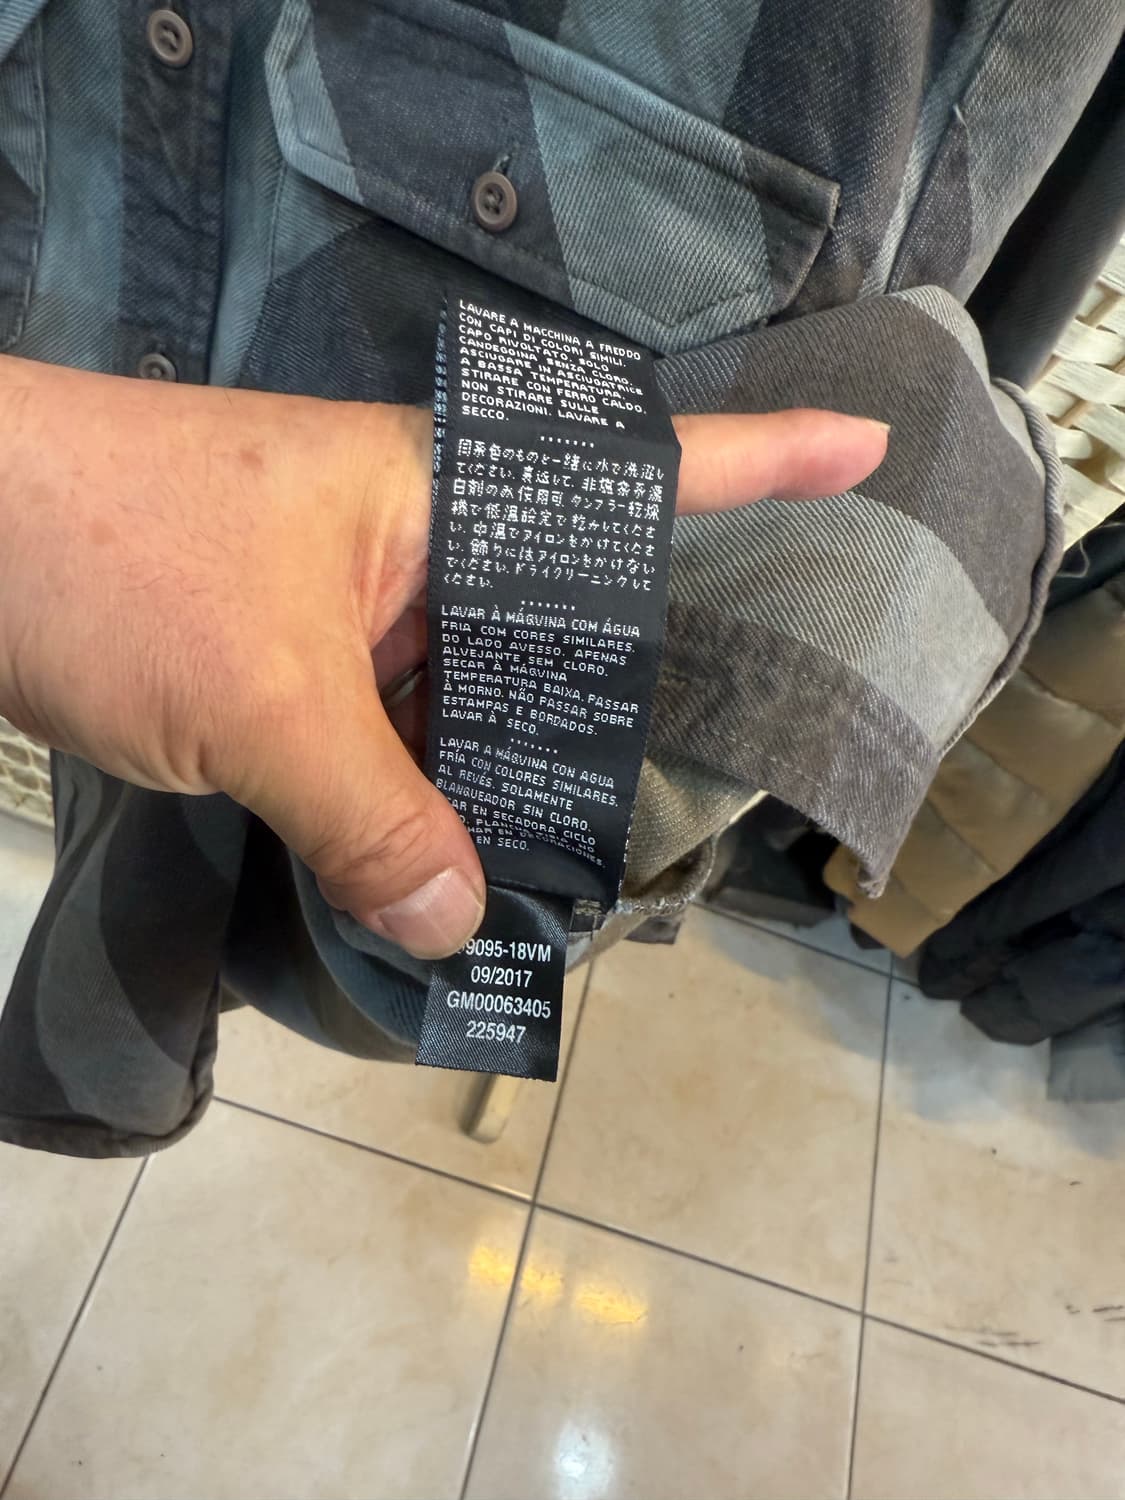 LAVARE A MACCHINA A FREDDO
CON CAPI DI COLORI SIMILI.
CAPO RIVOLTATO. SOLO
CANDEGGINA SENZA CLORO.
ASCIUGARE IN ASCIUGATRICE
A BASSA TEMPERATURA.
STIRARE CON FERRO CALDO.
NON STIRARE SULLE
DECORAZIONI. LAVARE A
SECCO.
同系色のものと一緒に水で洗濯し
てください. 裏返して. 非塩素系漂
白剤のみ使用可. タンブラー乾燥
機で低温設定で乾かしてくださ
い. 中温でアイロンをかけてくださ
い. 飾りにはアイロンをかけない
でください. ドライクリーニングして
ください.
LAVAR À MÁQUINA COM ÁGUA
FRIA COM CORES SIMILARES.
DO LADO AVESSO. APENAS
ALVEJANTE SEM CLORO.
SECAR À MÁQUINA
TEMPERATURA BAIXA. PASSAR
À MORNO. NÃO PASSAR SOBRE
ESTAMPAS E BORDADOS.
LAVAR À SECO.
LAVAR A MÁQUINA CON AGUA
FRÍA CON COLORES SIMILARES.
AL REVÉS. SOLAMENTE
BLANQUEADOR SIN CLORO.
EN SECADORA CICLO
NO
EN DECORACIONES.
EN SECO.
9095-18VM
09/2017
GM00063405
225947